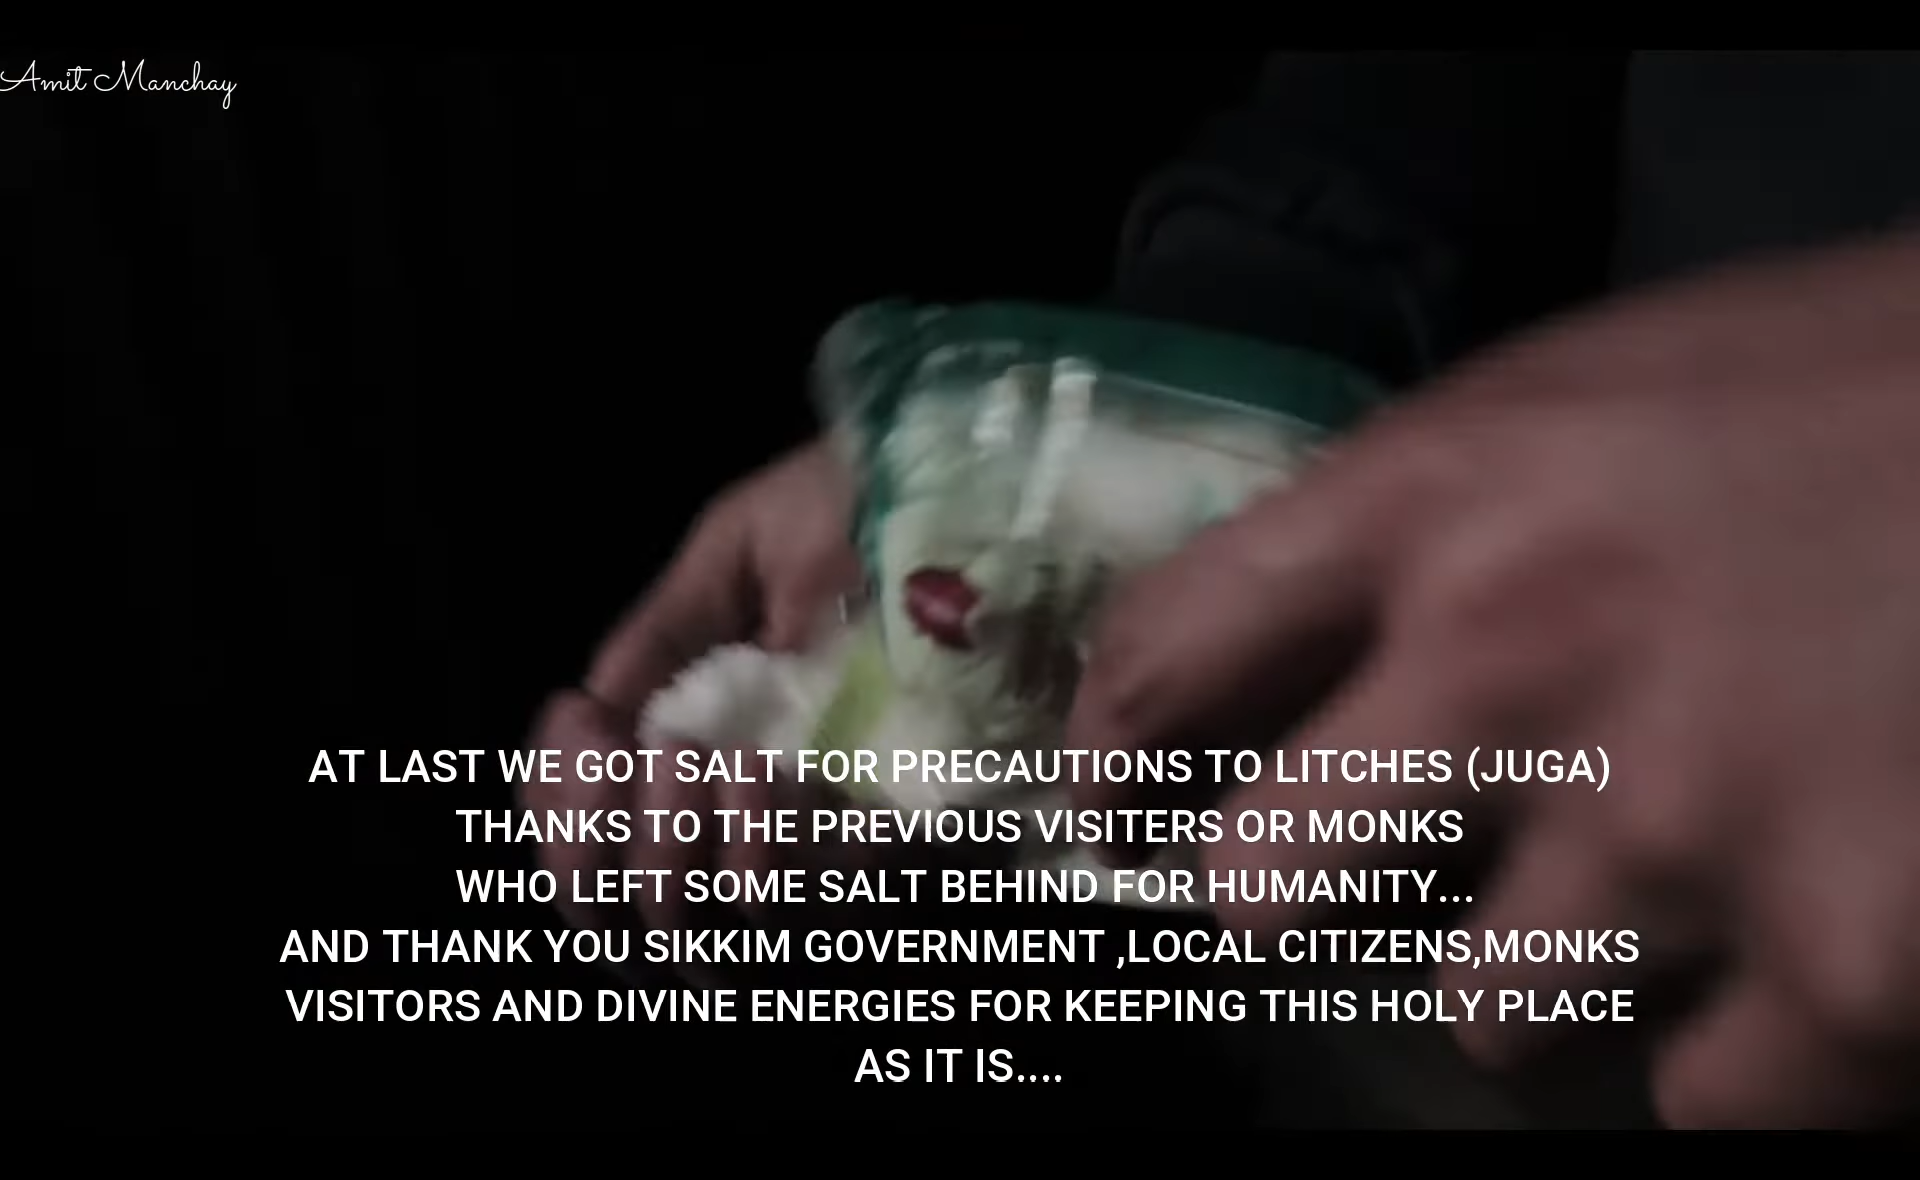 Amit Manchay
AT LAST WE GOT SALT FOR PRECAUTIONS TO LITCHES (JUGA)
THANKS TO THE PREVIOUS VISITERS OR MONKS
WHO LEFT SOME SALT BEHIND FOR HUMANITY...
AND THANK YOU SIKKIM GOVERNMENT ,LOCAL CITIZENS,MONKS
VISITORS AND DIVINE ENERGIES FOR KEEPING THIS HOLY PLACE
AS IT IS....